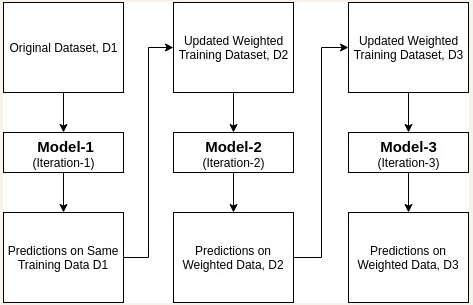 Original Dataset, D1
Model-1
(Iteration-1)
Predictions on Same
Training Data D1
Updated Weighted
Training Dataset, D2
Model-2
(Iteration-2)
Predictions on
Weighted Data, D2
Updated Weighted
Training Dataset, D3
Model-3
(Iteration-3)
Predictions on
Weighted Data, D3